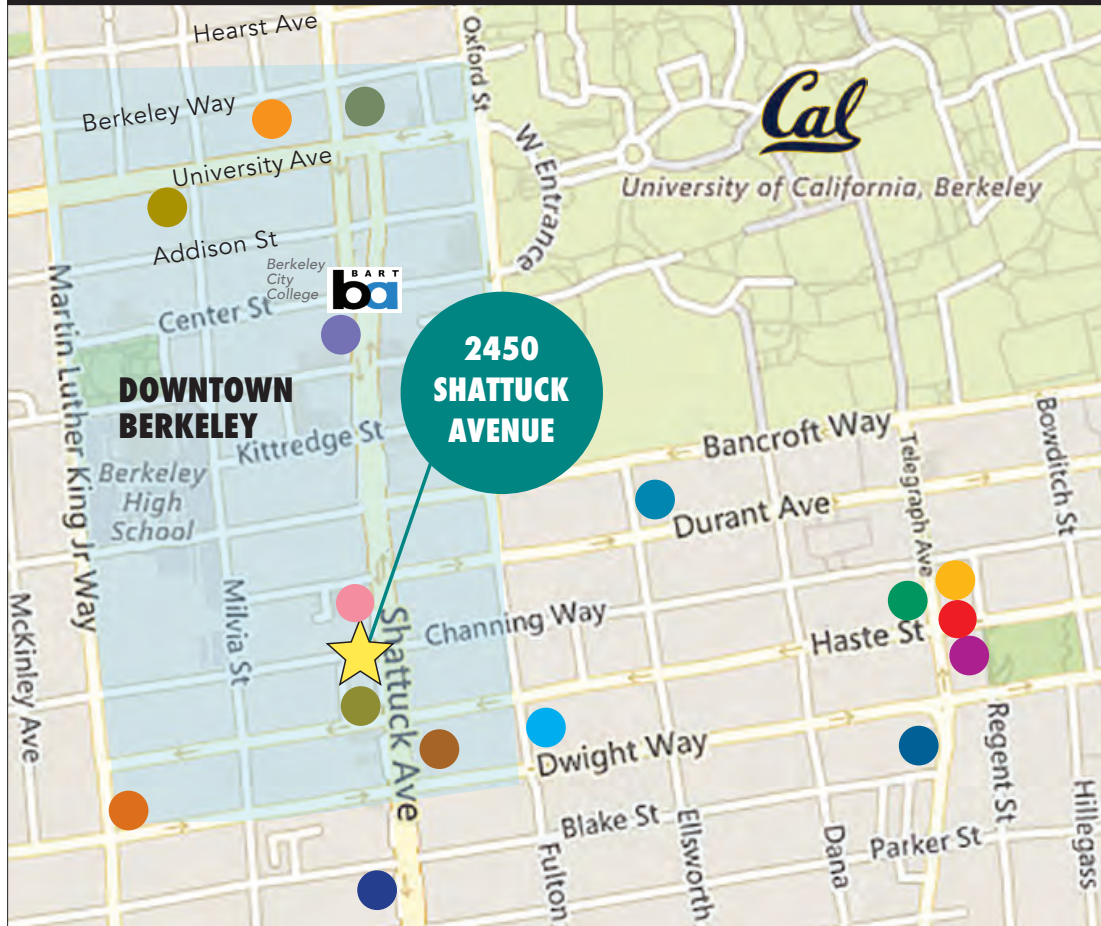 Hearst Ave
Oxford St
Berkeley Way
Cal
University Ave
W Entrance
University of California, Berkeley
Addison St
Berkeley
City
College
BART
ba
Center St
Martin Luther King Jr Way
2450
SHATTUCK
AVENUE
DOWNTOWN
BERKELEY
Kittredge St
Bancroft Way
Bowditch St
Telegraph Ave
Berkeley
High
School
Durant Ave
McKinley Ave
Milvia St
Shattuck Ave
Channing Way
Haste St
Dwight Way
Regent St
Blake St
Ellsworth
Fulton
Dana
Parker St
Hillegass